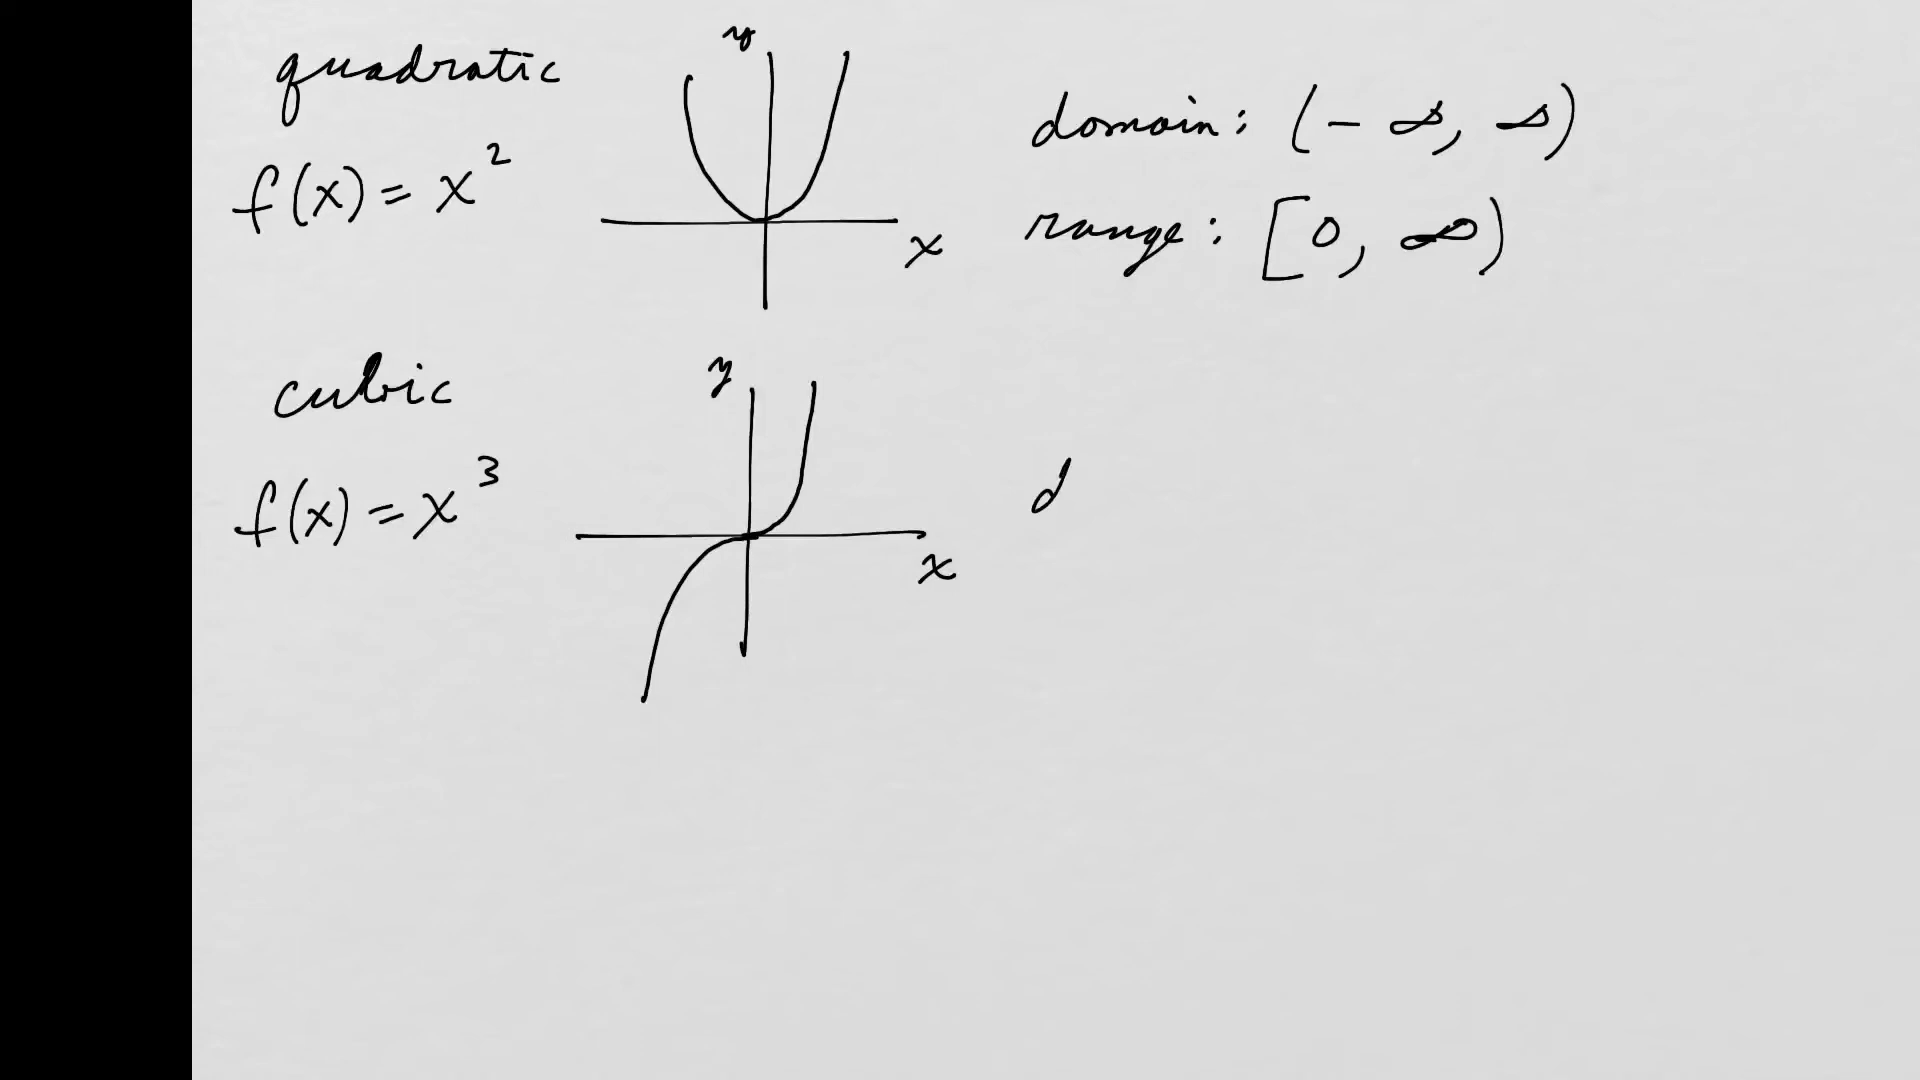 quadratic
f(x) = x²
y
x
domain: (-∞, ∞)
range: [0, ∞)
cubic
f(x) = x³
y
x
d